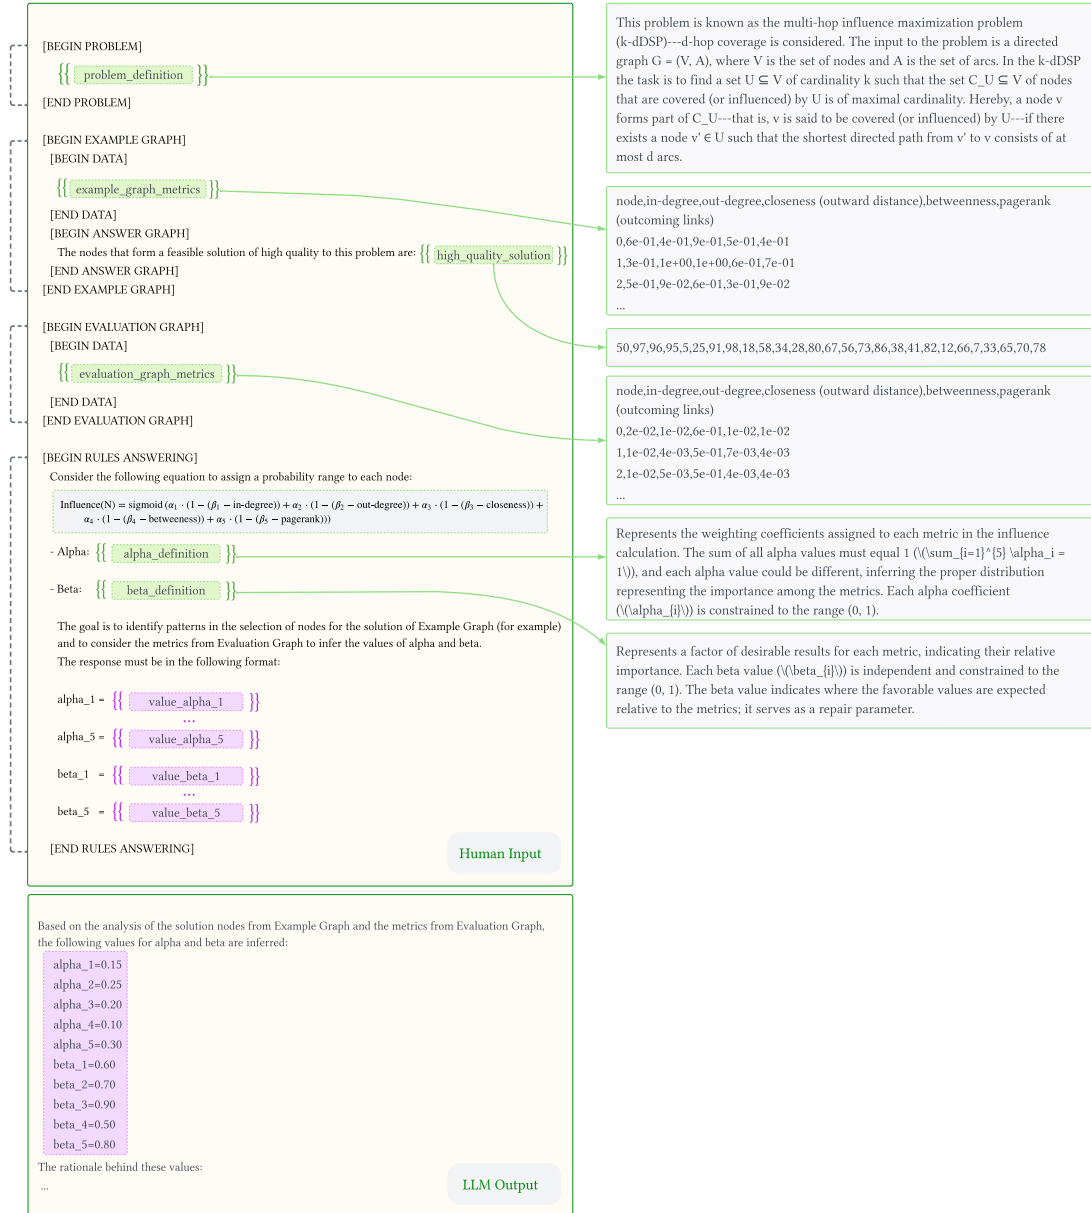 [BEGIN PROBLEM]
{{ problem_definition }}
[END PROBLEM]
[BEGIN EXAMPLE GRAPH]
[BEGIN DATA]
{{ example_graph_metrics }}
[END DATA]
[BEGIN ANSWER GRAPH]
The nodes that form a feasible solution of high quality to this problem are: {{ high_quality_solution }}
[END ANSWER GRAPH]
[END EXAMPLE GRAPH]
[BEGIN EVALUATION GRAPH]
[BEGIN DATA]
{{ evaluation_graph_metrics }}
[END DATA]
[END EVALUATION GRAPH]
[BEGIN RULES ANSWERING]
Consider the following equation to assign a probability range to each node:
Influence(N) = sigmoid (α₁ · (1 − (β₁ − in-degree)) + α₂ · (1 − (β₂ − out-degree)) + α₃ · (1 − (β₃ − closeness)) +
α₄ · (1 − (β₄ − betweeness)) + α₅ · (1 − (β₅ − pagerank)))
- Alpha: {{ alpha_definition }}
- Beta: {{ beta_definition }}
The goal is to identify patterns in the selection of nodes for the solution of Example Graph (for example)
and to consider the metrics from Evaluation Graph to infer the values of alpha and beta.
The response must be in the following format:
alpha_1 = {{ value_alpha_1 }}
...
alpha_5 = {{ value_alpha_5 }}
beta_1 = {{ value_beta_1 }}
...
beta_5 = {{ value_beta_5 }}
[END RULES ANSWERING]
Human Input
This problem is known as the multi-hop influence maximization problem
(k-dDSP)---d-hop coverage is considered. The input to the problem is a directed
graph G = (V, A), where V is the set of nodes and A is the set of arcs. In the k-dDSP
the task is to find a set U ⊆ V of cardinality k such that the set C_U ⊆ V of nodes
that are covered (or influenced) by U is of maximal cardinality. Hereby, a node v
forms part of C_U---that is, v is said to be covered (or influenced) by U---if there
exists a node v' ∈ U such that the shortest directed path from v' to v consists of at
most d arcs.
node,in-degree,out-degree,closeness (outward distance),betweenness,pagerank
(outcoming links)
0,6e-01,4e-01,9e-01,5e-01,4e-01
1,3e-01,1e+00,1e+00,6e-01,7e-01
2,5e-01,9e-02,6e-01,3e-01,9e-02
...
50,97,96,95,5,25,91,98,18,58,34,28,80,67,56,73,86,38,41,82,12,66,7,33,65,70,78
node,in-degree,out-degree,closeness (outward distance),betweenness,pagerank
(outcoming links)
0,2e-02,1e-02,6e-01,1e-02,1e-02
1,1e-02,4e-03,5e-01,7e-03,4e-03
2,1e-02,5e-03,5e-01,4e-03,4e-03
...
Represents the weighting coefficients assigned to each metric in the influence
calculation. The sum of all alpha values must equal 1 (\(\sum_{i=1}^{5} \alpha_i =
1\)), and each alpha value could be different, inferring the proper distribution
representing the importance among the metrics. Each alpha coefficient
(\(\alpha_{i}\)) is constrained to the range (0, 1).
Represents a factor of desirable results for each metric, indicating their relative
importance. Each beta value (\(\beta_{i}\)) is independent and constrained to the
range (0, 1). The beta value indicates where the favorable values are expected
relative to the metrics; it serves as a repair parameter.
Based on the analysis of the solution nodes from Example Graph and the metrics from Evaluation Graph,
the following values for alpha and beta are inferred:
alpha_1=0.15
alpha_2=0.25
alpha_3=0.20
alpha_4=0.10
alpha_5=0.30
beta_1=0.60
beta_2=0.70
beta_3=0.90
beta_4=0.50
beta_5=0.80
The rationale behind these values:
...
LLM Output